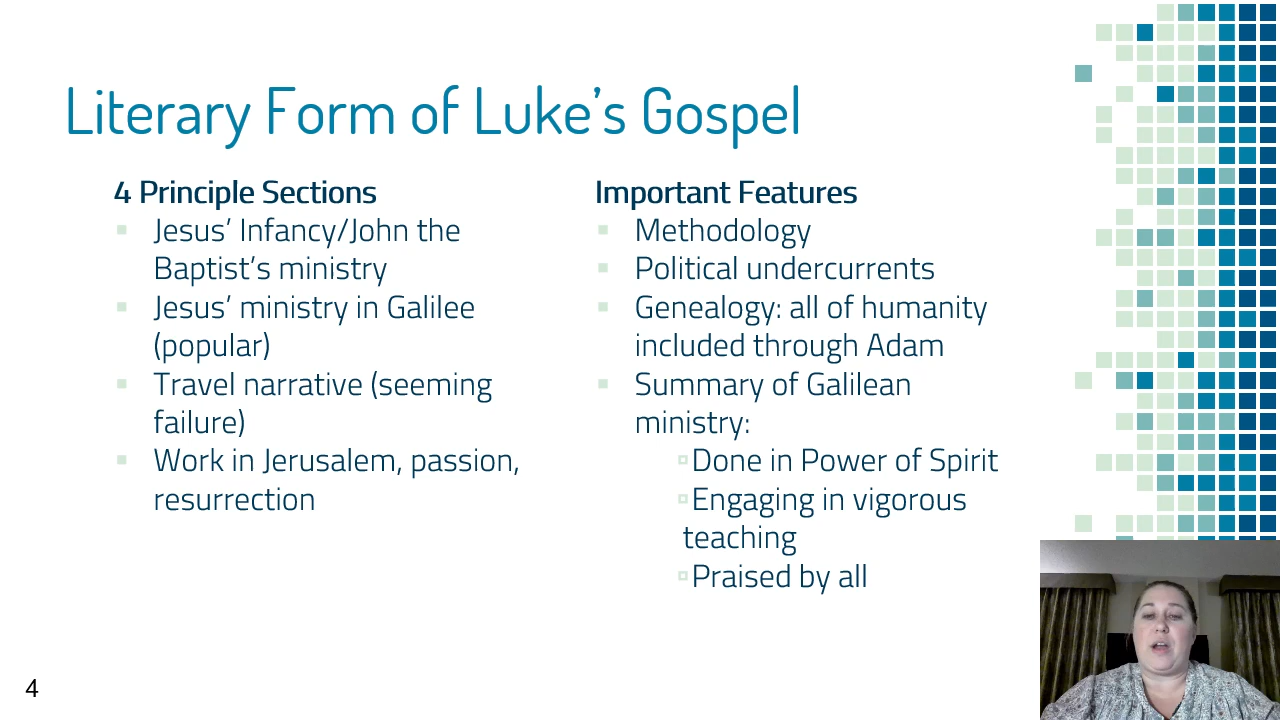 Literary Form of Luke’s Gospel
4 Principle Sections
Jesus’ Infancy/John the
Baptist’s ministry
Jesus’ ministry in Galilee
(popular)
Travel narrative (seeming
failure)
Work in Jerusalem, passion,
resurrection
Important Features
Methodology
Political undercurrents
Genealogy: all of humanity
included through Adam
Summary of Galilean
ministry:
Done in Power of Spirit
Engaging in vigorous
teaching
Praised by all
4